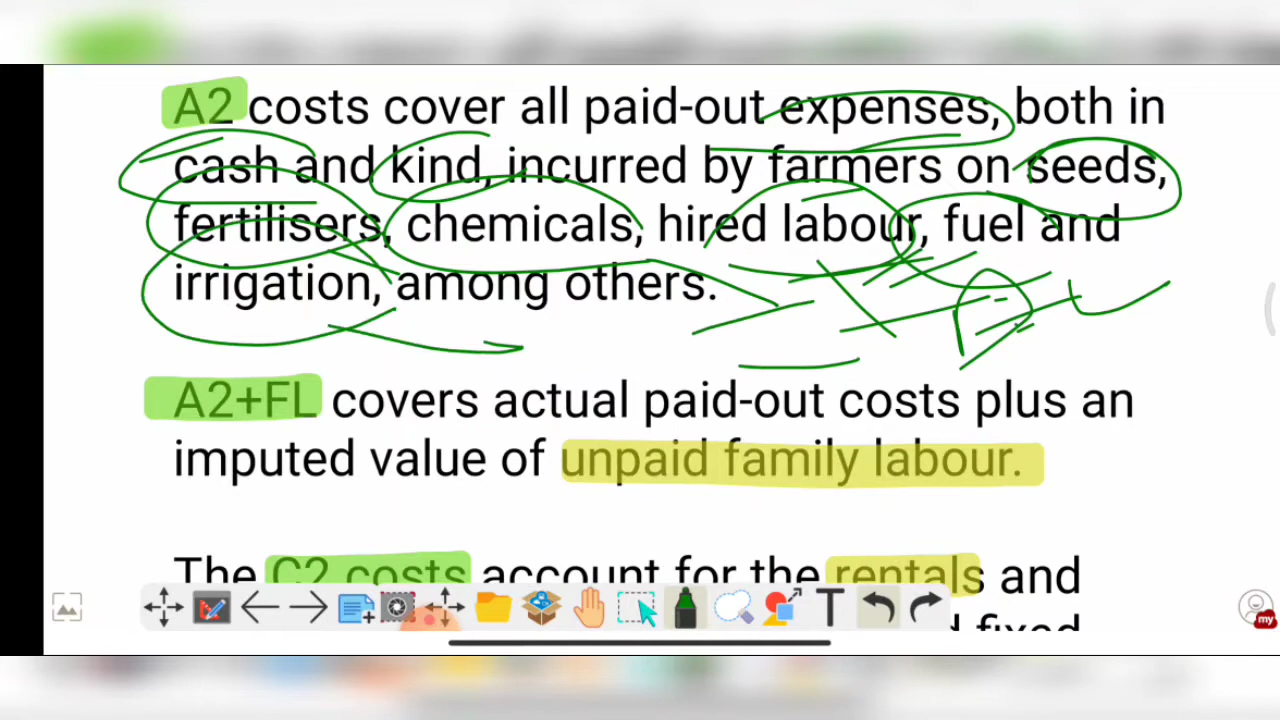 A2 costs cover all paid-out expenses, both in
cash and kind, incurred by farmers on seeds,
fertilisers, chemicals, hired labour, fuel and
irrigation, among others.
A2+FL covers actual paid-out costs plus an
imputed value of unpaid family labour.
The C2 costs account for the rentals and
fixed
T
my